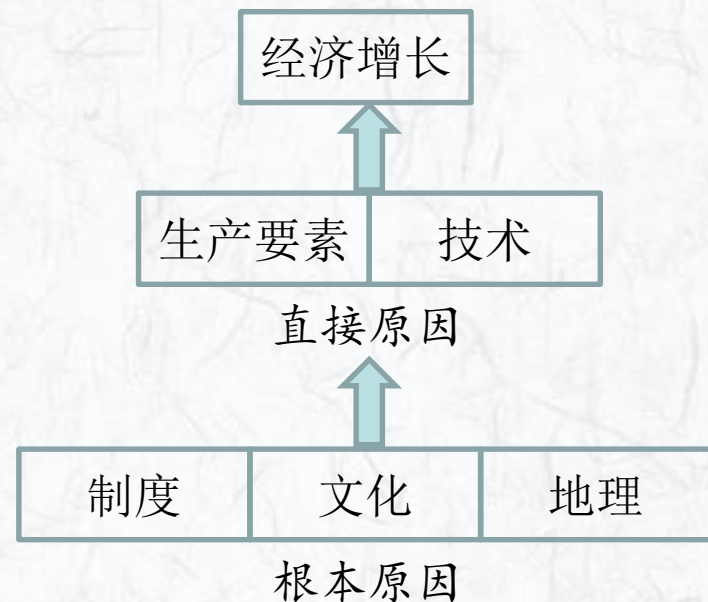 经济增长
生产要素 技术
直接原因
制度 文化 地理
根本原因